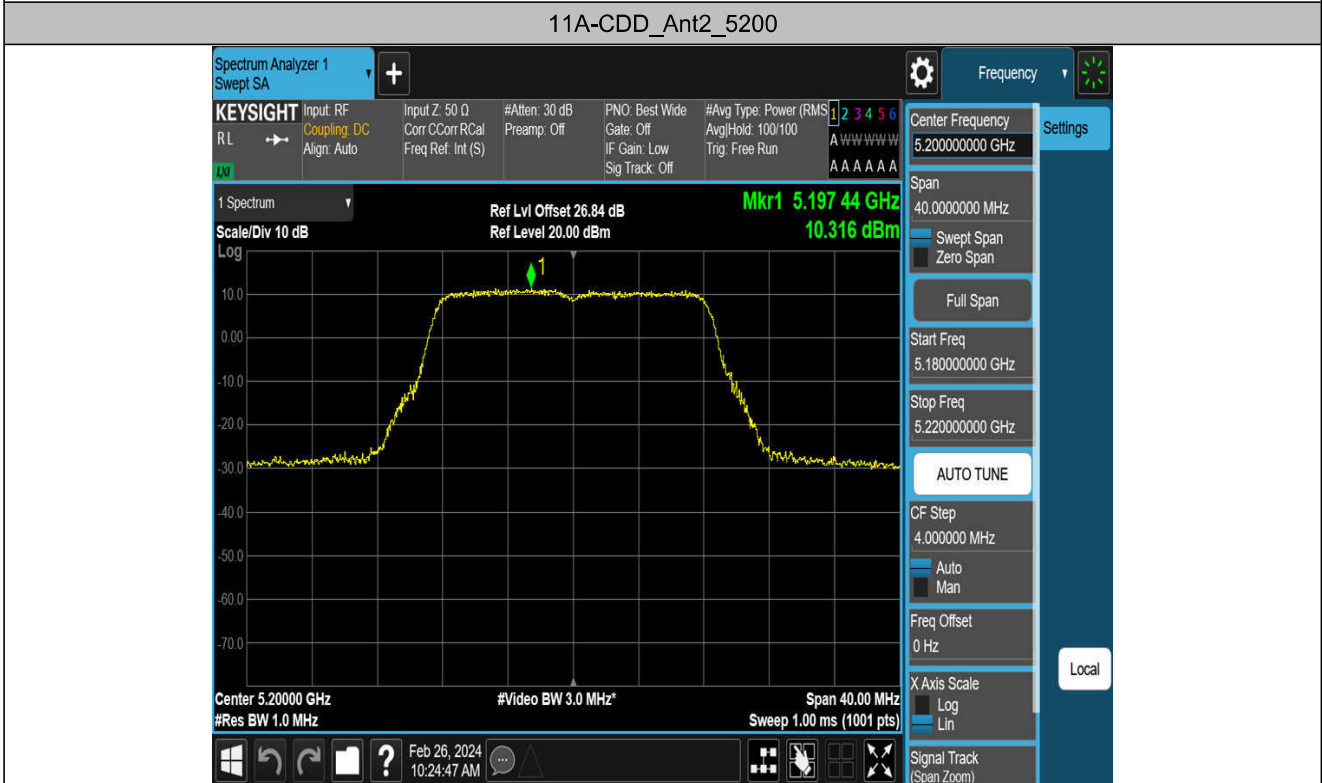 11A-CDD_Ant2_5200
Spectrum Analyzer 1
Swept SA
+
Frequency
KEYSIGHT
R L
LXI
Input: RF
Coupling: DC
Align: Auto
Input Z: 50 Ω
Corr CCorr RCal
Freq Ref: Int (S)
#Atten: 30 dB
Preamp: Off
PNO: Best Wide
Gate: Off
IF Gain: Low
Sig Track: Off
#Avg Type: Power (RMS
Avg|Hold: 100/100
Trig: Free Run
1 2 3 4 5 6
A W W W W W
A A A A A A
1 Spectrum
Scale/Div 10 dB
Log
Ref Lvl Offset 26.84 dB
Ref Level 20.00 dBm
Mkr1 5.197 44 GHz
10.316 dBm
1
10.0
0.00
-10.0
-20.0
-30.0
-40.0
-50.0
-60.0
-70.0
Center 5.20000 GHz
#Res BW 1.0 MHz
#Video BW 3.0 MHz*
Span 40.00 MHz
Sweep 1.00 ms (1001 pts)
Feb 26, 2024
10:24:47 AM
?
Center Frequency
5.200000000 GHz
Settings
Span
40.0000000 MHz
Swept Span
Zero Span
Full Span
Start Freq
5.180000000 GHz
Stop Freq
5.220000000 GHz
AUTO TUNE
CF Step
4.000000 MHz
Auto
Man
Freq Offset
0 Hz
X Axis Scale
Log
Lin
Local
Signal Track
(Span Zoom)